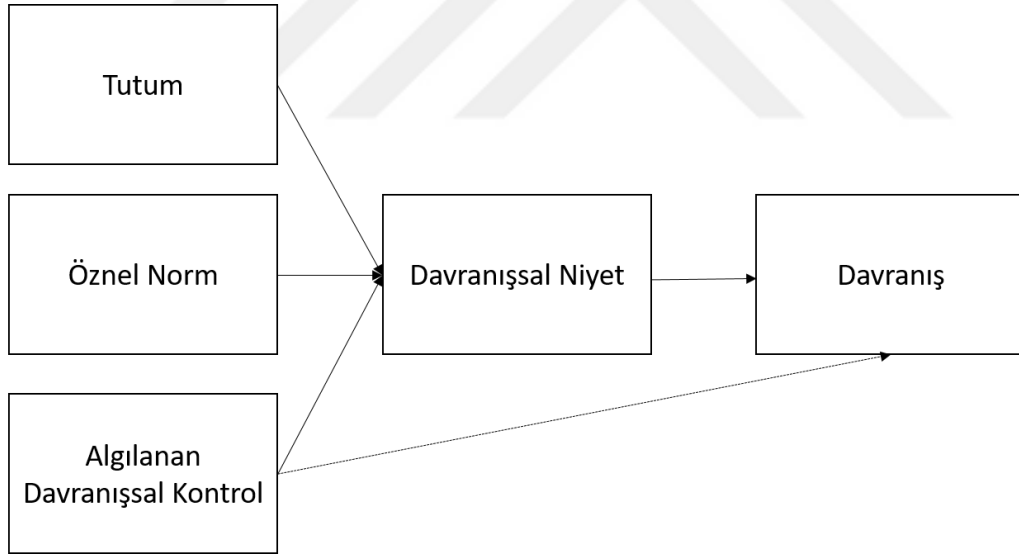 Tutum
Öznel Norm
Davranışsal Niyet
Davranış
Algılanan
Davranışsal Kontrol